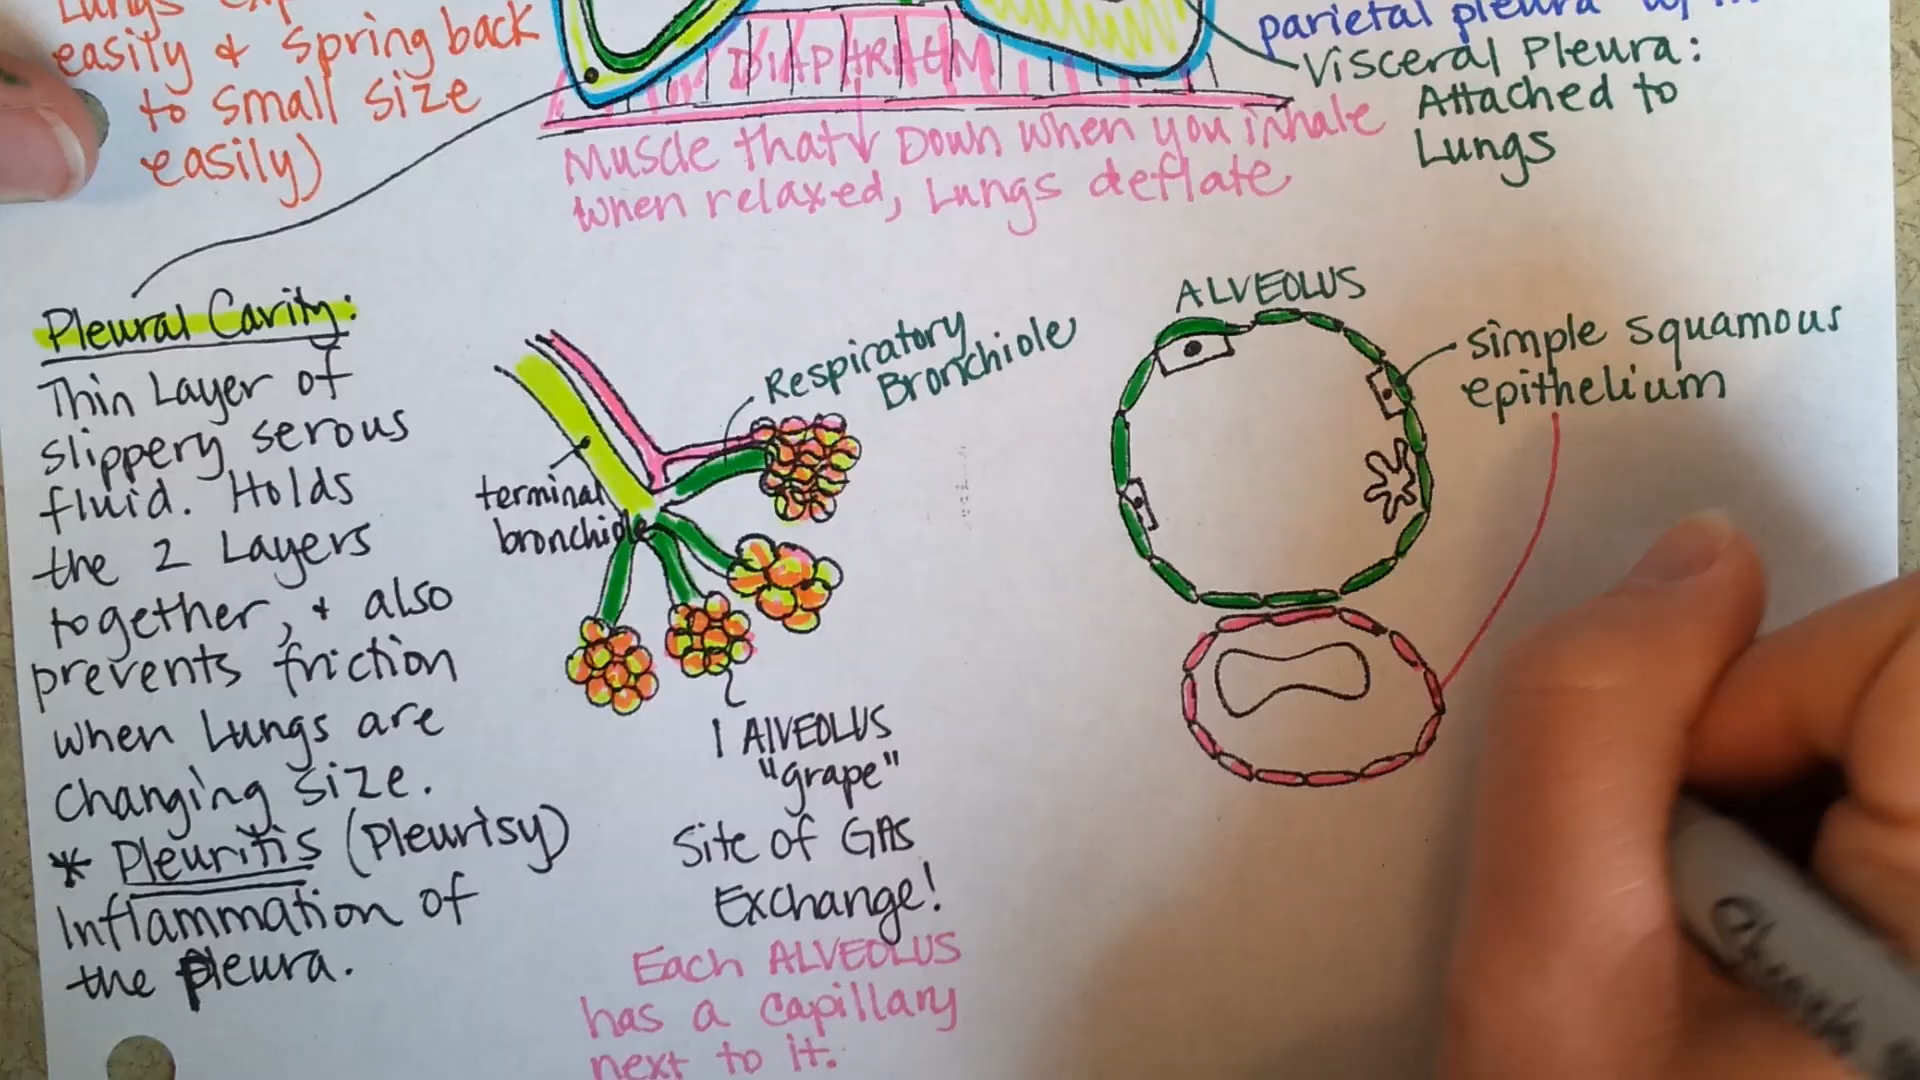 Lungs
easily & spring back
to small size
easily)
DIAPHRAGM
Muscle that ↓ Down when you inhale
when relaxed, Lungs deflate
parietal pleura
Visceral Pleura:
Attached to
Lungs
Pleural Cavity:
Thin Layer of
slippery serous
fluid. Holds
the 2 Layers
together, & also
prevents friction
when Lungs are
changing size.
* Pleuritis (Pleurisy)
Inflammation of
the Pleura.
Respiratory
Bronchiole
terminal
bronchiole
1 AlVEOLUS
"grape"
Site of GAS
Exchange!
Each ALVEOLUS
has a capillary
next to it.
ALVEOLUS
simple squamous
epithelium